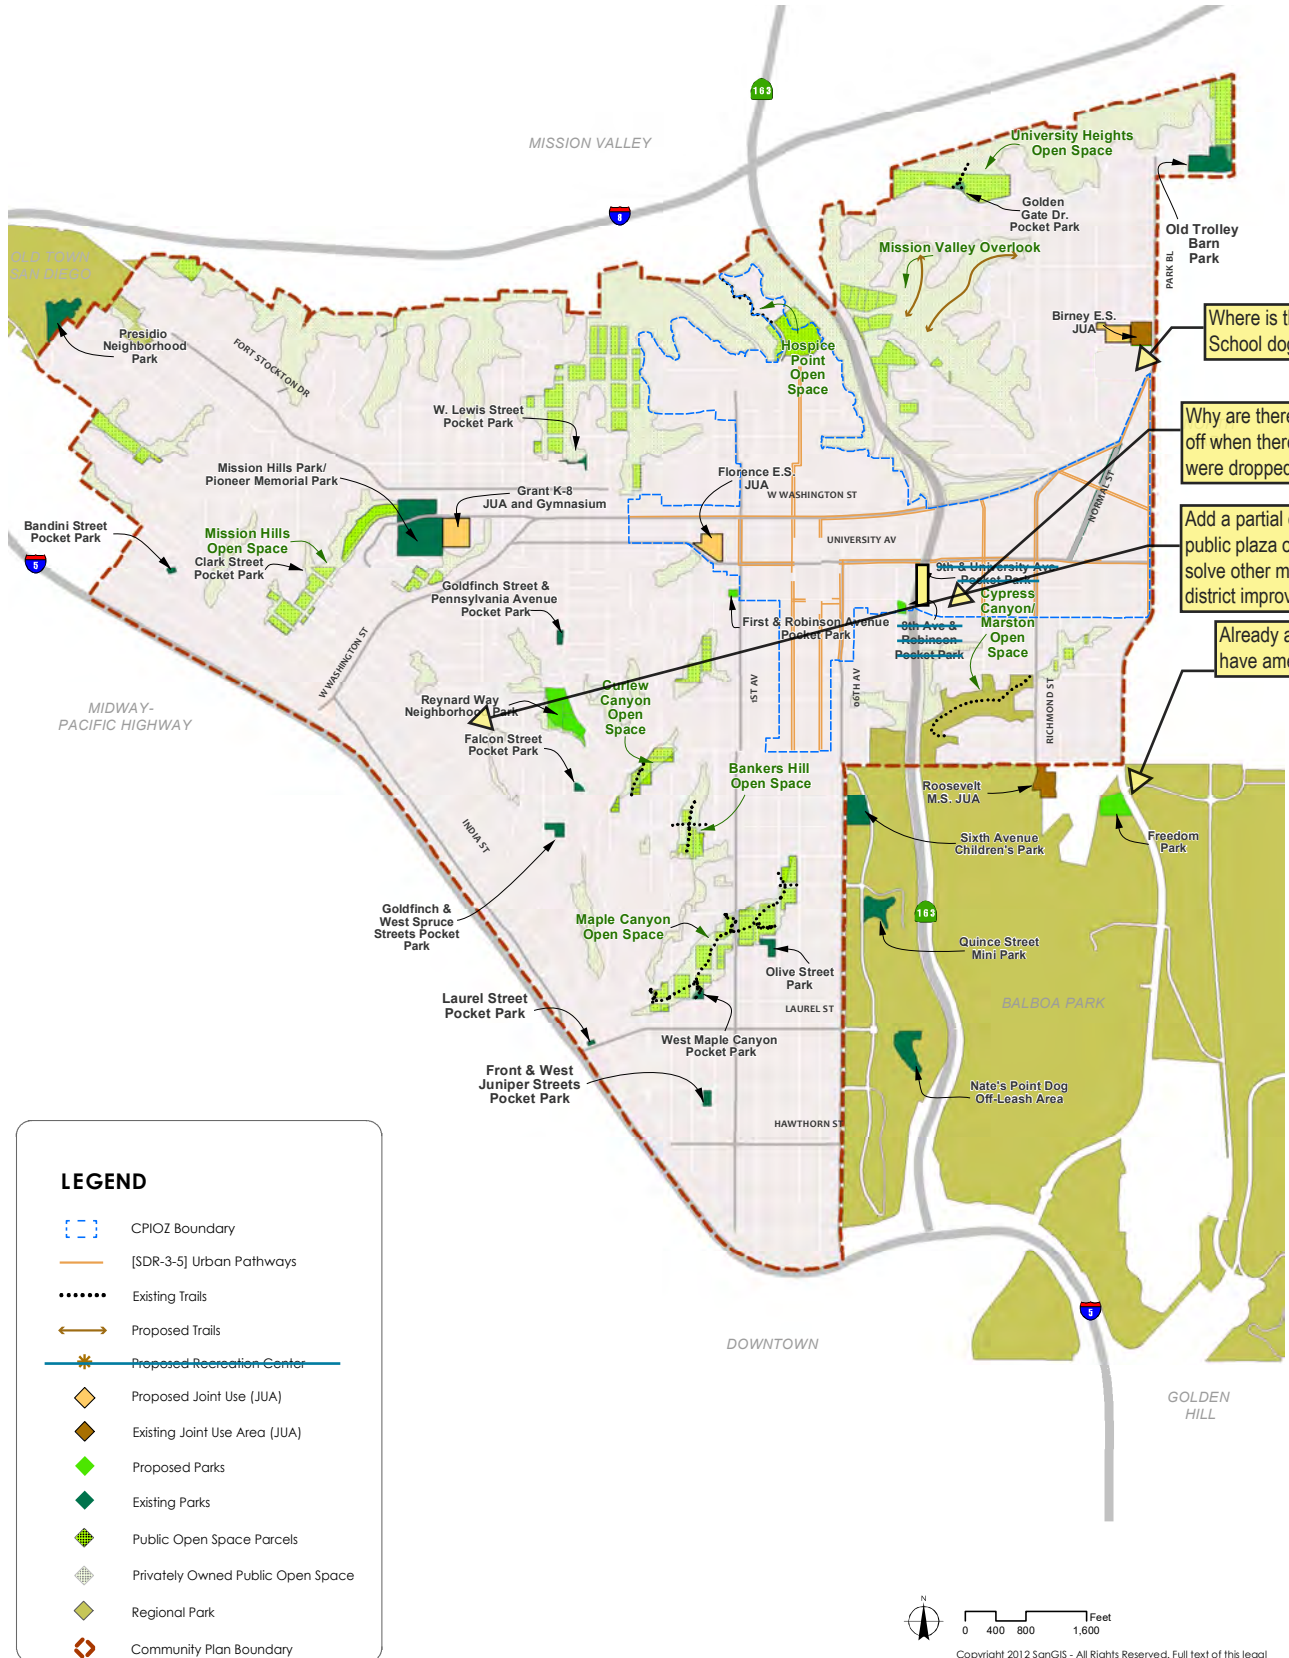 163
MISSION VALLEY
University Heights
Open Space
8
Golden
Gate Dr.
Pocket Park
Old Trolley
Barn
Park
OLD TOWN
SAN DIEGO
Mission Valley Overlook
PARK BL
Presidio
Neighborhood
Park
FORT STOCKTON DR
Birney E.S.
JUA
Where is th
School dog
Hospice
Point
Open
Space
W. Lewis Street
Pocket Park
Why are there
off when there
were dropped
Mission Hills Park/
Pioneer Memorial Park
Grant K-8
JUA and Gymnasium
Florence E.S.
JUA
W WASHINGTON ST
NORMAL ST
Bandini Street
Pocket Park
Mission Hills
Open Space
Clark Street
Pocket Park
UNIVERSITY AV
Add a partial
public plaza o
solve other m
district improv
5
Goldfinch Street &
Pennsylvania Avenue
Pocket Park
9th & University Ave
Pocket Park
Cypress
Canyon/
Marston
Open
Space
First & Robinson Avenue
Pocket Park
8th Ave &
Robinson
Pocket Park
Already a
have ame
W WASHINGTON ST
1ST AV
06TH AV
RICHMOND ST
Reynard Way
Neighborhood Park
Curlew
Canyon
Open
Space
MIDWAY-
PACIFIC HIGHWAY
Falcon Street
Pocket Park
Bankers Hill
Open Space
Roosevelt
M.S. JUA
INDIA ST
Sixth Avenue
Children's Park
Freedom
Park
Goldfinch &
West Spruce
Streets Pocket
Park
Maple Canyon
Open Space
163
Quince Street
Mini Park
Olive Street
Park
BALBOA PARK
Laurel Street
Pocket Park
LAUREL ST
West Maple Canyon
Pocket Park
Front & West
Juniper Streets
Pocket Park
Nate's Point Dog
Off-Leash Area
HAWTHORN ST
5
DOWNTOWN
GOLDEN
HILL
LEGEND
CPIOZ Boundary
[SDR-3-5] Urban Pathways
Existing Trails
Proposed Trails
Proposed Recreation Center
Proposed Joint Use (JUA)
Existing Joint Use Area (JUA)
Proposed Parks
Existing Parks
Public Open Space Parcels
Privately Owned Public Open Space
Regional Park
Community Plan Boundary
N
Feet
0 400 800 1,600
Copyright 2012 SanGIS - All Rights Reserved. Full text of this legal